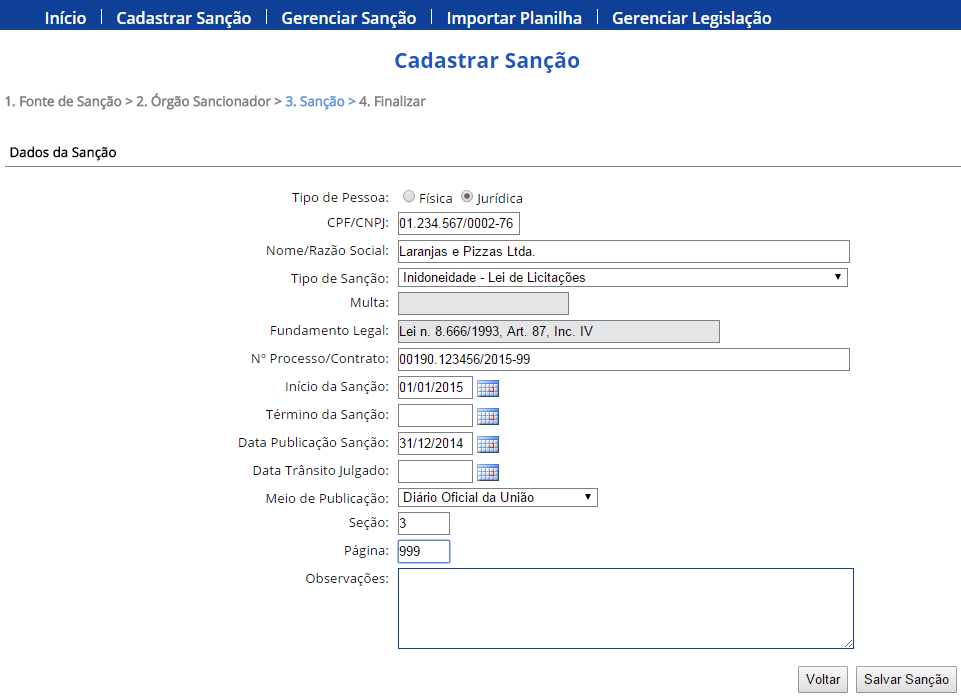 Início Cadastrar Sanção Gerenciar Sanção Importar Planilha Gerenciar Legislação
Cadastrar Sanção
1. Fonte de Sanção > 2. Órgão Sancionador > 3. Sanção > 4. Finalizar
Dados da Sanção
Tipo de Pessoa: Física Jurídica
CPF/CNPJ: 01.234.567/0002-76
Nome/Razão Social: Laranjas e Pizzas Ltda.
Tipo de Sanção: Inidoneidade - Lei de Licitações
Multa:
Fundamento Legal: Lei n. 8.666/1993, Art. 87, Inc. IV
Nº Processo/Contrato: 00190.123456/2015-99
Início da Sanção: 01/01/2015
Término da Sanção:
Data Publicação Sanção: 31/12/2014
Data Trânsito Julgado:
Meio de Publicação: Diário Oficial da União
Seção: 3
Página: 999
Observações:
Voltar Salvar Sanção